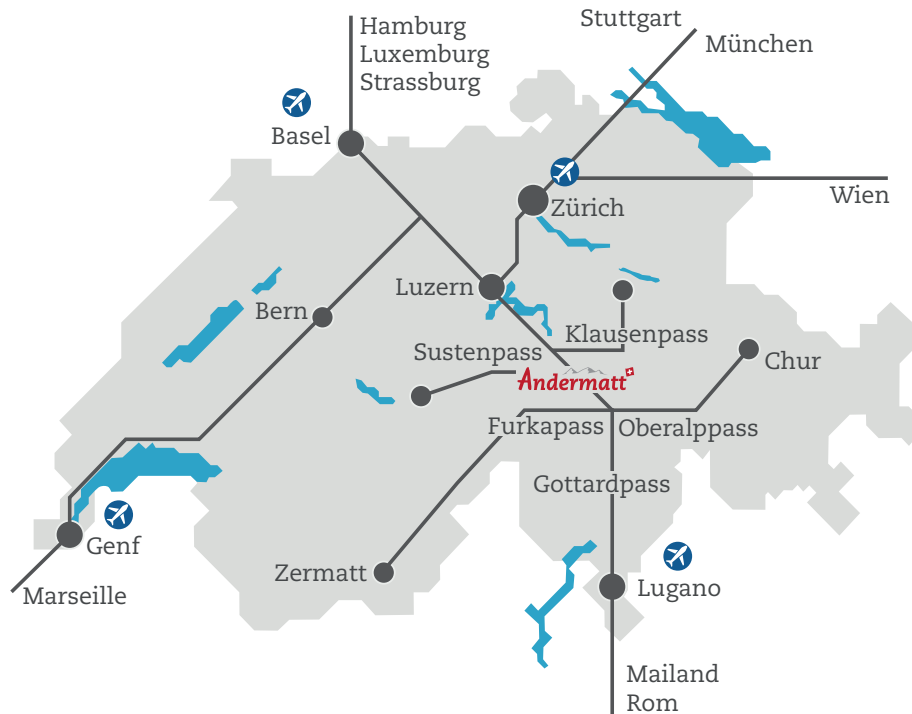 Hamburg
Luxemburg
Strassburg
Stuttgart
München
Basel
Zürich
Wien
Luzern
Bern
Klausenpass
Sustenpass
Chur
Andermatt
Furkapass
Oberalppass
Gottardpass
Genf
Zermatt
Lugano
Marseille
Mailand
Rom